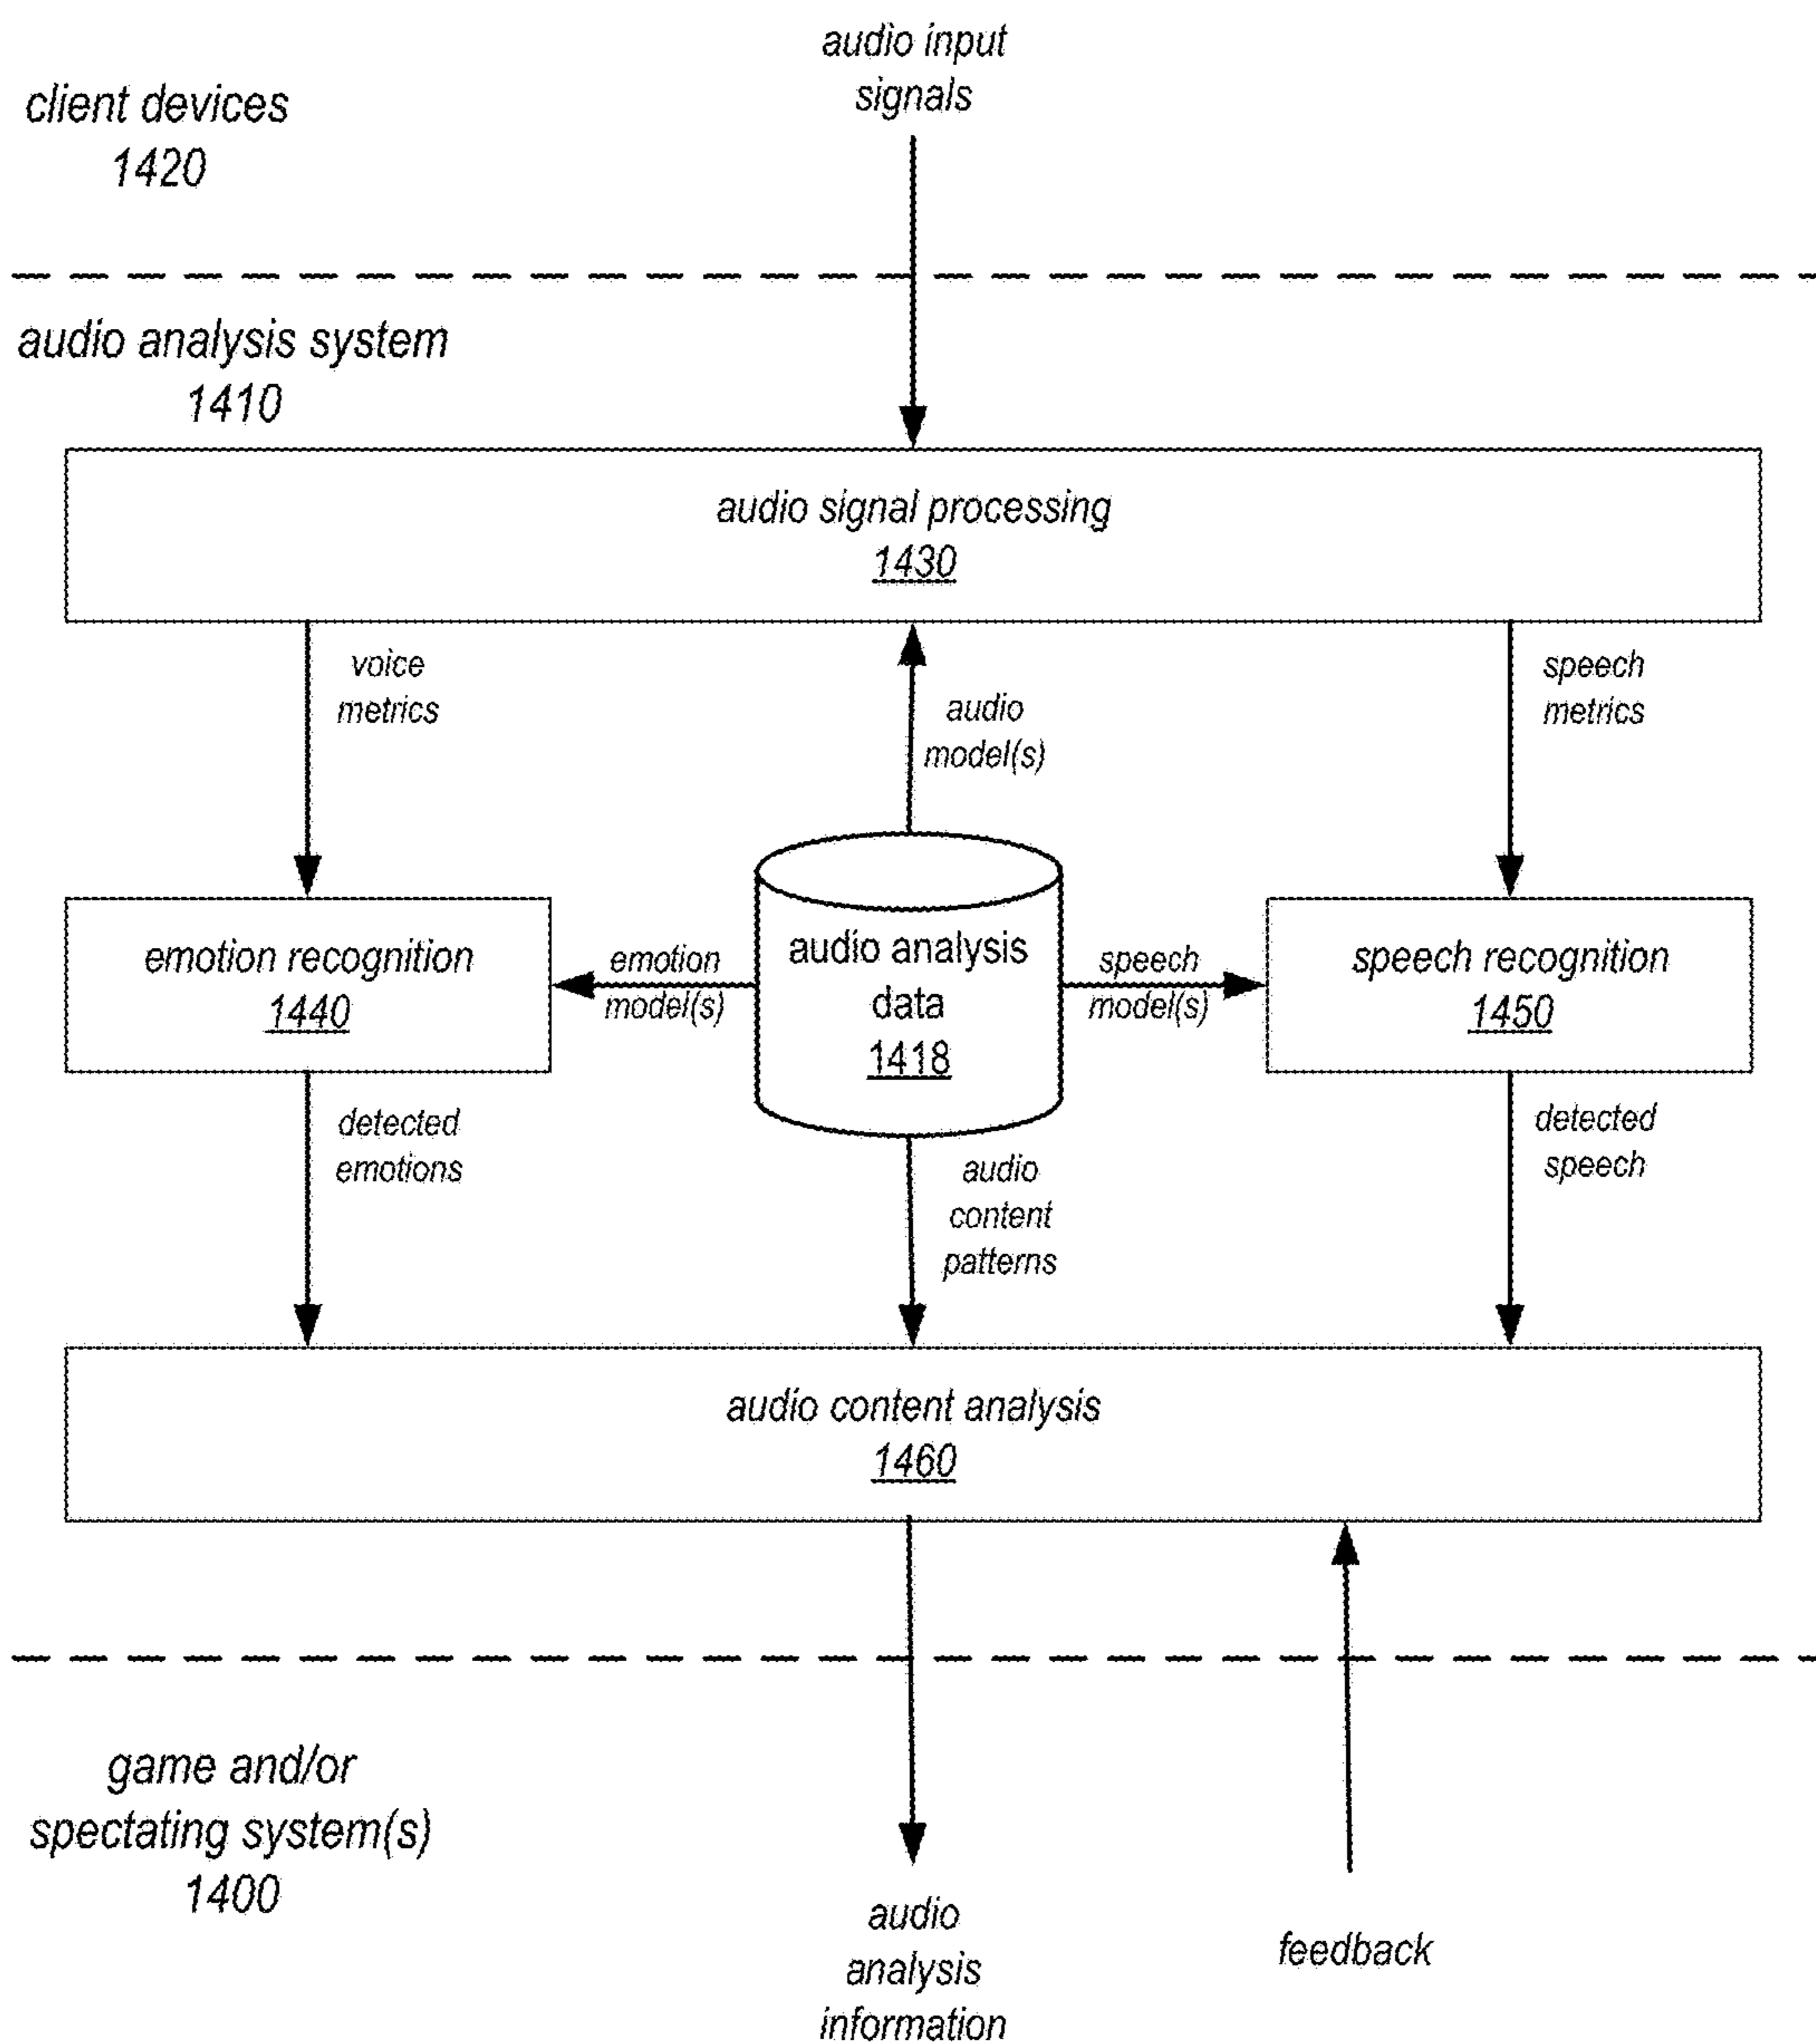 audio input
signals
client devices
1420
audio analysis system
1410
audio signal processing
1430
voice
metrics
audio
model(s)
speech
metrics
emotion recognition
1440
emotion
model(s)
audio analysis
data
1418
speech
model(s)
speech recognition
1450
detected
emotions
audio
content
patterns
detected
speech
audio content analysis
1460
game and/or
spectating system(s)
1400
audio
analysis
information
feedback